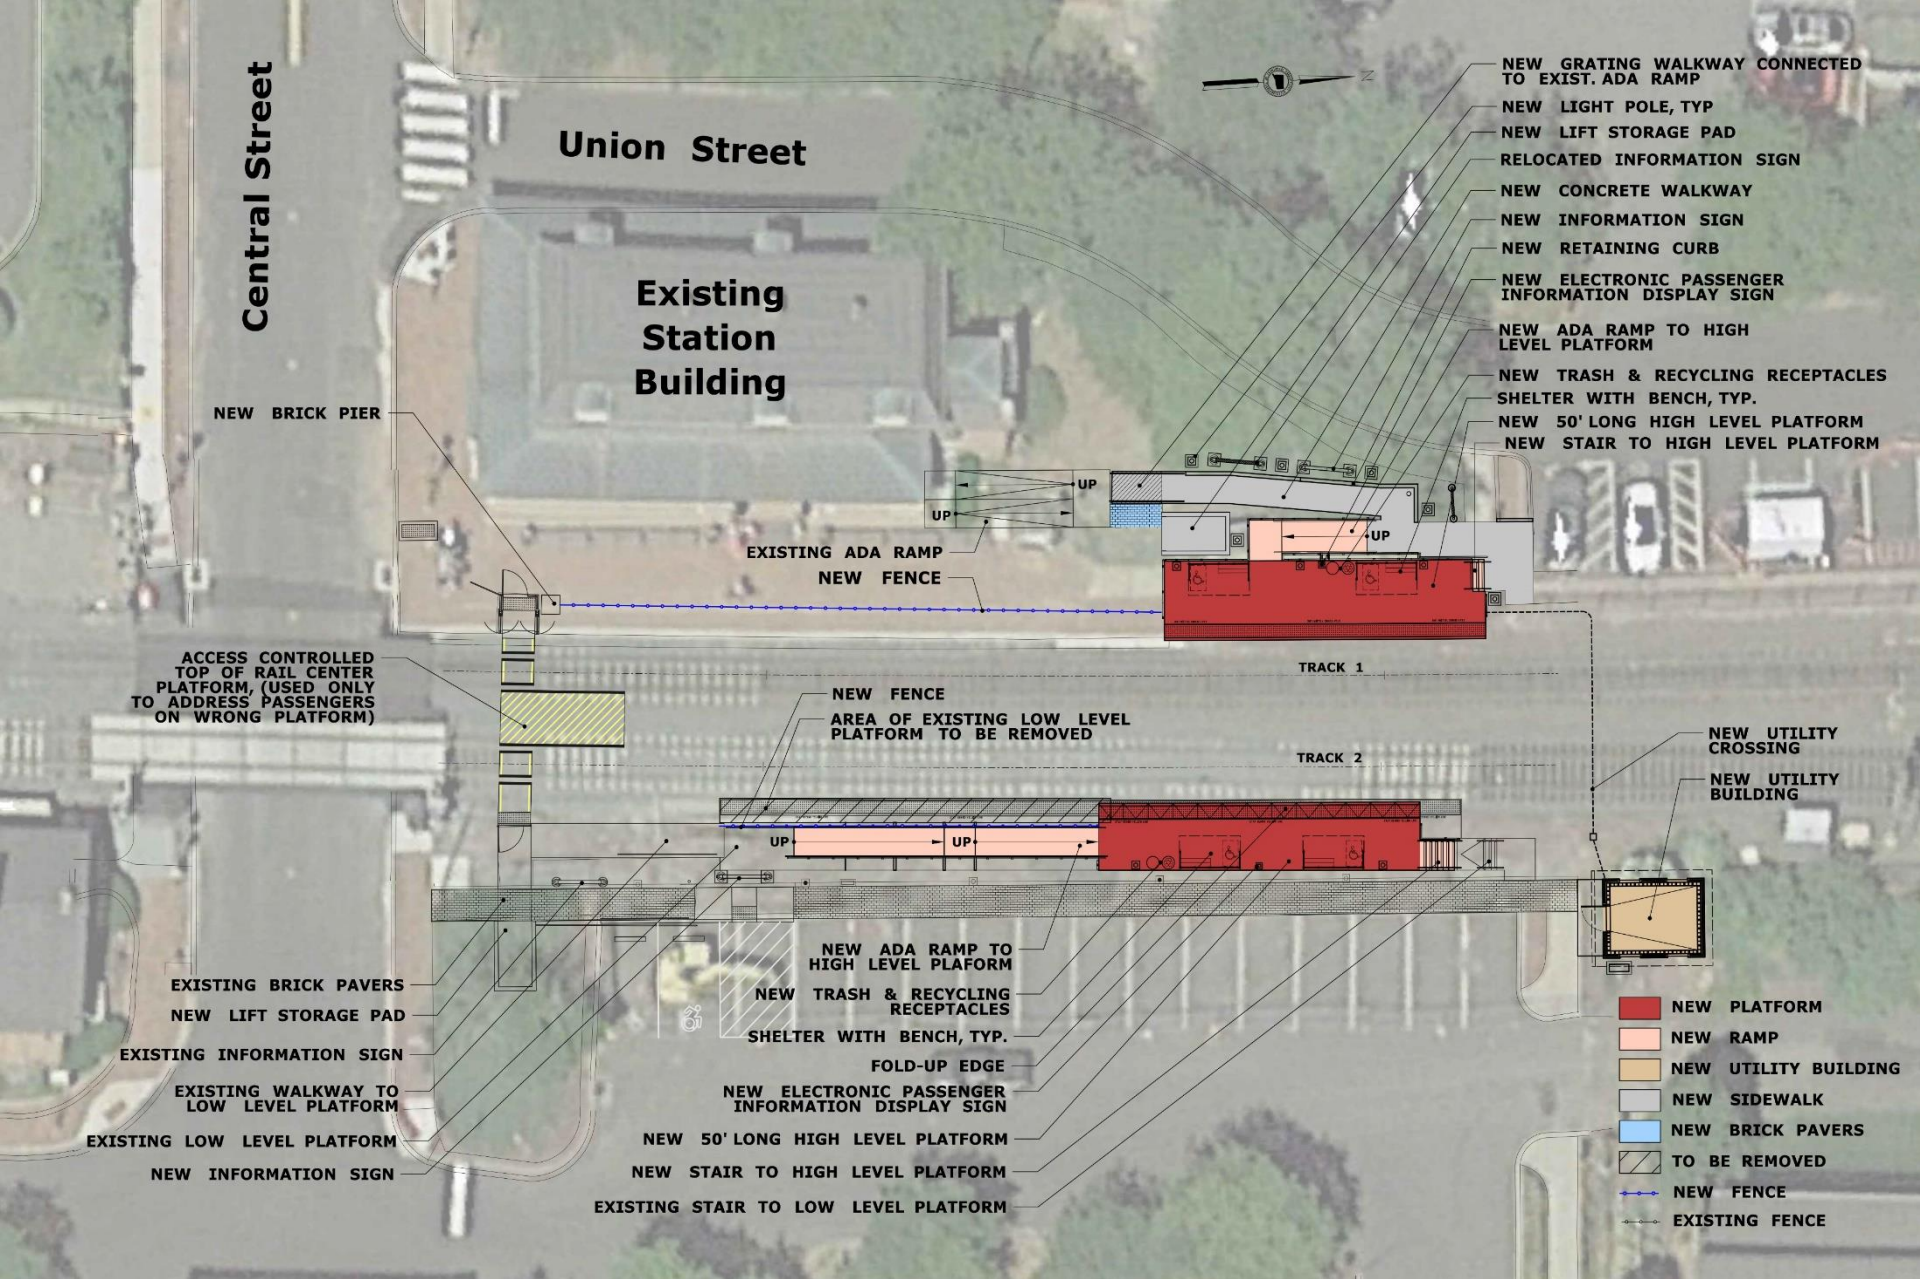 Central Street
Union Street
Existing
Station
Building
N
NEW GRATING WALKWAY CONNECTED
TO EXIST. ADA RAMP
NEW LIGHT POLE, TYP
NEW LIFT STORAGE PAD
RELOCATED INFORMATION SIGN
NEW CONCRETE WALKWAY
NEW INFORMATION SIGN
NEW RETAINING CURB
NEW ELECTRONIC PASSENGER
INFORMATION DISPLAY SIGN
NEW ADA RAMP TO HIGH
LEVEL PLATFORM
NEW TRASH & RECYCLING RECEPTACLES
SHELTER WITH BENCH, TYP.
NEW 50' LONG HIGH LEVEL PLATFORM
NEW STAIR TO HIGH LEVEL PLATFORM
NEW BRICK PIER
UP
UP
UP
EXISTING ADA RAMP
NEW FENCE
ACCESS CONTROLLED
TOP OF RAIL CENTER
PLATFORM, (USED ONLY
TO ADDRESS PASSENGERS
ON WRONG PLATFORM)
TRACK 1
NEW FENCE
AREA OF EXISTING LOW LEVEL
PLATFORM TO BE REMOVED
TRACK 2
NEW UTILITY
CROSSING
NEW UTILITY
BUILDING
UP
UP
EXISTING BRICK PAVERS
NEW LIFT STORAGE PAD
EXISTING INFORMATION SIGN
EXISTING WALKWAY TO
LOW LEVEL PLATFORM
EXISTING LOW LEVEL PLATFORM
NEW INFORMATION SIGN
NEW ADA RAMP TO
HIGH LEVEL PLAFORM
NEW TRASH & RECYCLING
RECEPTACLES
SHELTER WITH BENCH, TYP.
FOLD-UP EDGE
NEW ELECTRONIC PASSENGER
INFORMATION DISPLAY SIGN
NEW 50' LONG HIGH LEVEL PLATFORM
NEW STAIR TO HIGH LEVEL PLATFORM
EXISTING STAIR TO LOW LEVEL PLATFORM
NEW PLATFORM
NEW RAMP
NEW UTILITY BUILDING
NEW SIDEWALK
NEW BRICK PAVERS
TO BE REMOVED
NEW FENCE
EXISTING FENCE